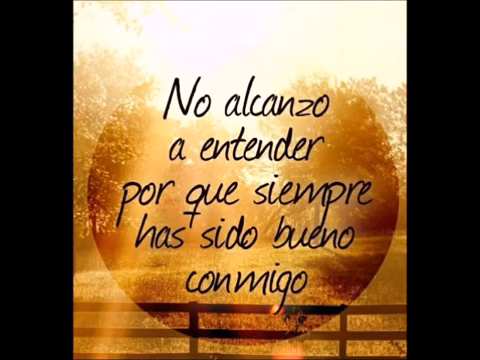 No alcanzo
a entender
por que siempre
has sido bueno
conmigo